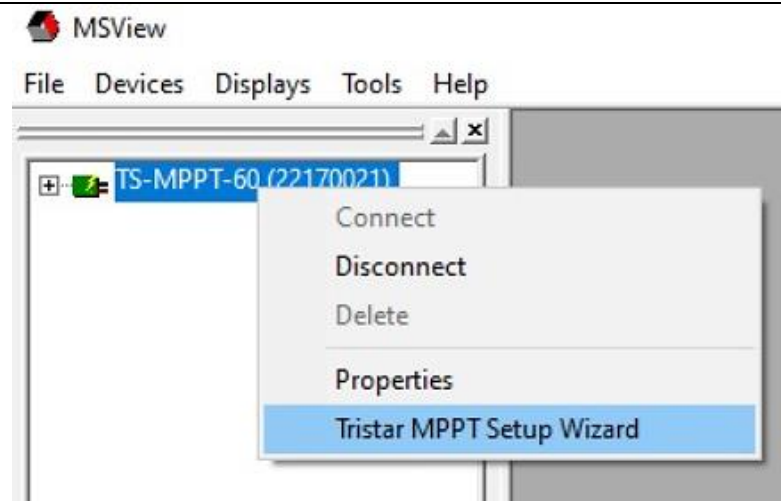 MSView
File Devices Displays Tools Help
TS-MPPT-60 (22170021)
Connect
Disconnect
Delete
Properties
Tristar MPPT Setup Wizard